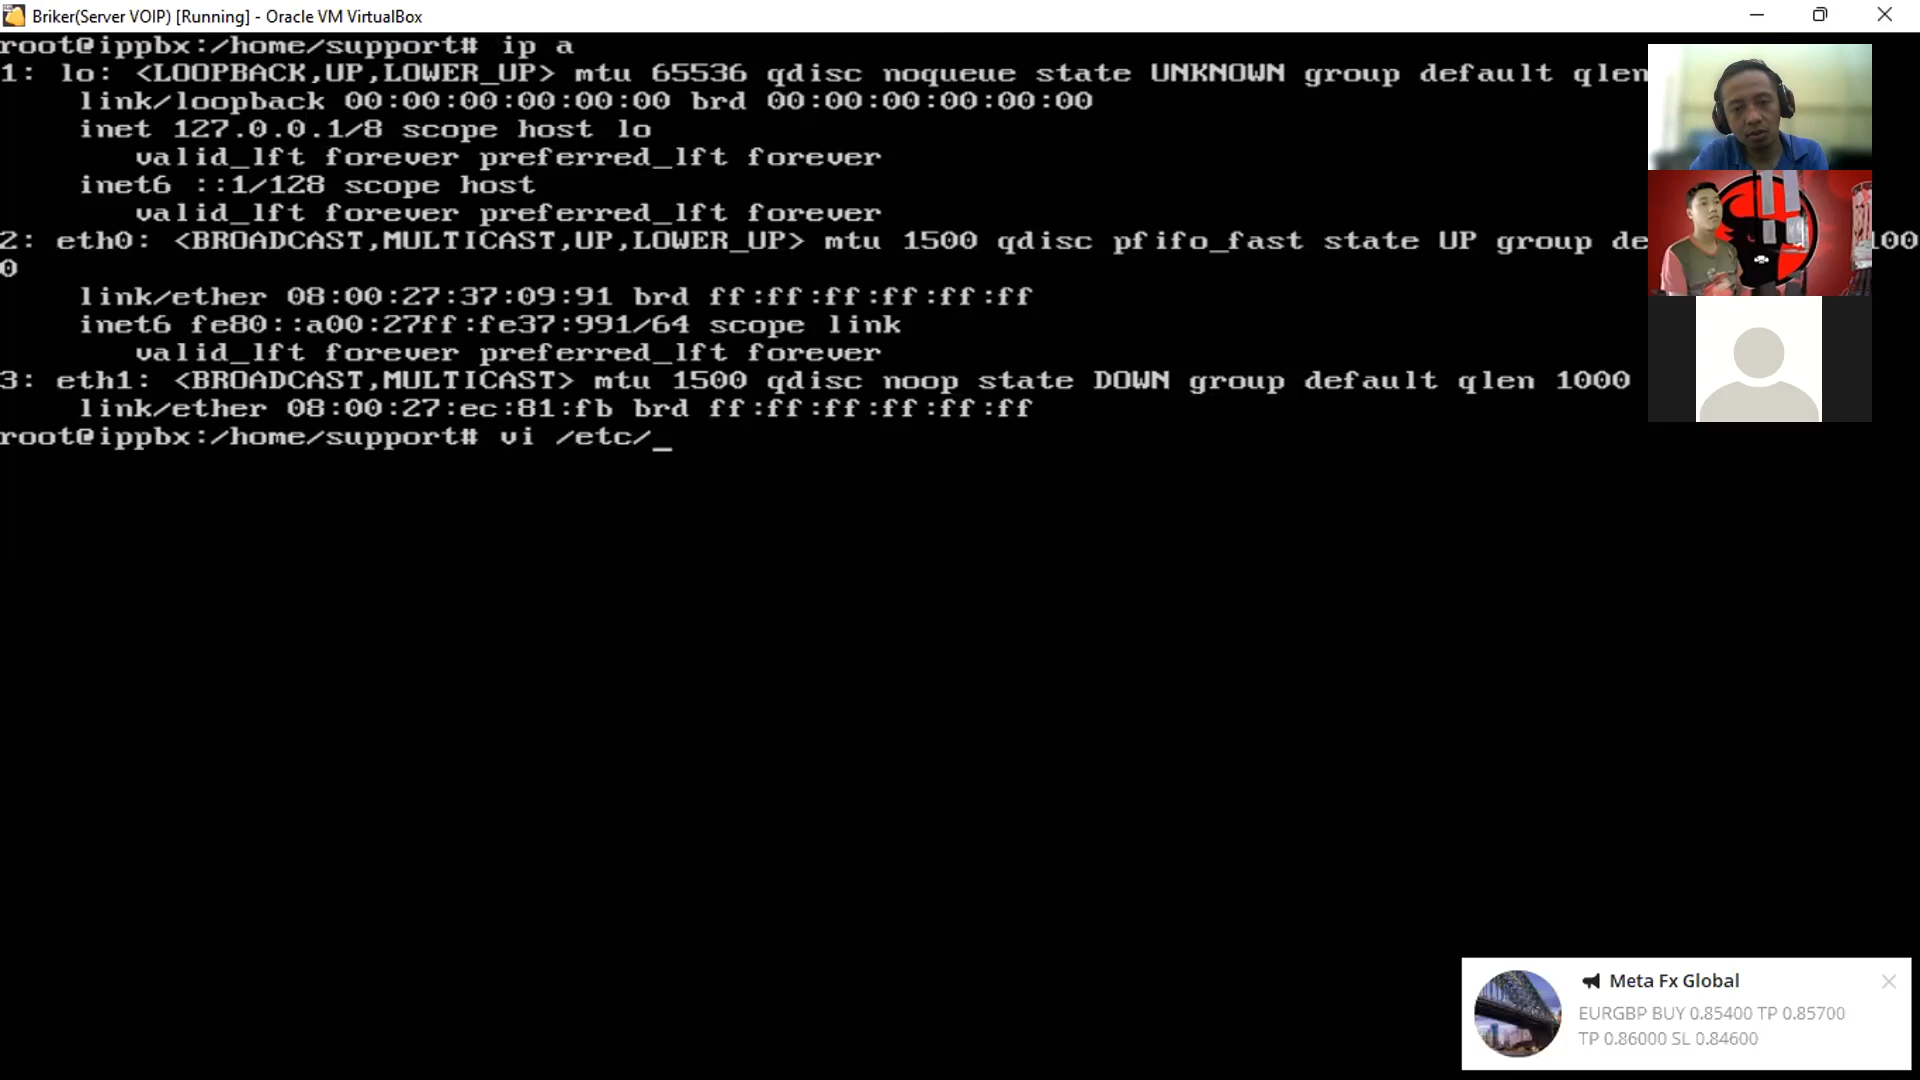 Briker(Server VOIP) [Running] - Oracle VM VirtualBox
root@ippbx:/home/support# ip a
1: lo: <LOOPBACK,UP,LOWER_UP> mtu 65536 qdisc noqueue state UNKNOWN group default qlen
link/loopback 00:00:00:00:00:00 brd 00:00:00:00:00:00
inet 127.0.0.1/8 scope host lo
valid_lft forever preferred_lft forever
inet6 ::1/128 scope host
valid_lft forever preferred_lft forever
2: eth0: <BROADCAST,MULTICAST,UP,LOWER_UP> mtu 1500 qdisc pfifo_fast state UP group de 100
0
link/ether 08:00:27:37:09:91 brd ff:ff:ff:ff:ff:ff
inet6 fe80::a00:27ff:fe37:991/64 scope link
valid_lft forever preferred_lft forever
3: eth1: <BROADCAST,MULTICAST> mtu 1500 qdisc noop state DOWN group default qlen 1000
link/ether 08:00:27:ec:81:fb brd ff:ff:ff:ff:ff:ff
root@ippbx:/home/support# vi /etc/_
Meta Fx Global
EURGBP BUY 0.85400 TP 0.85700
TP 0.86000 SL 0.84600